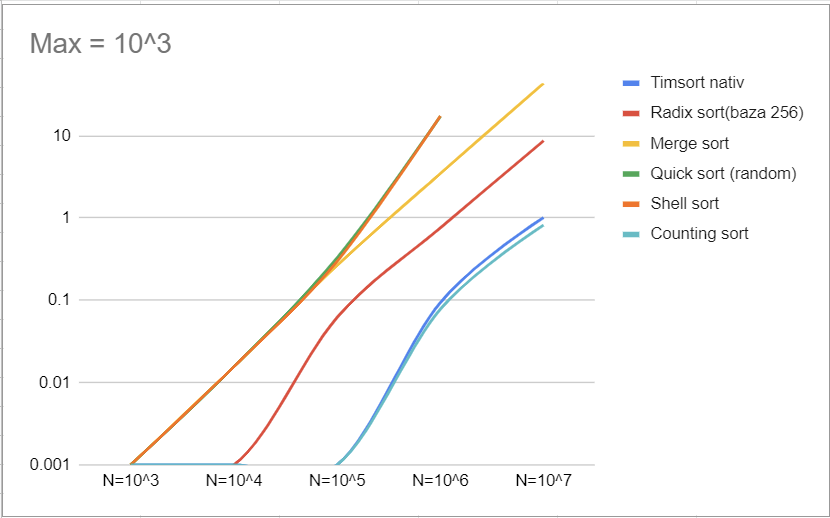 Max = 10^3
Timsort nativ
Radix sort(baza 256)
Merge sort
Quick sort (random)
Shell sort
Counting sort
10
1
0.1
0.01
0.001
N=10^3 N=10^4 N=10^5 N=10^6 N=10^7